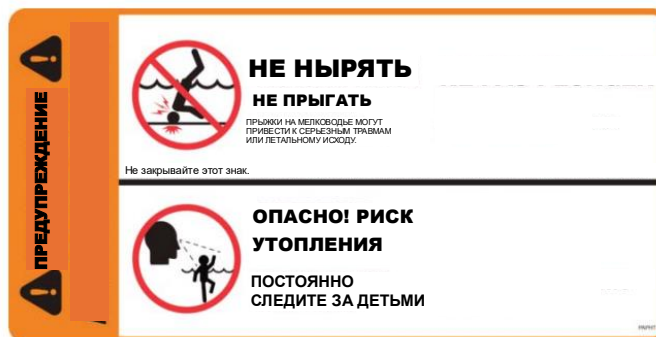 ПРЕДУПРЕЖДЕНИЕ
НЕ НЫРЯТЬ
НЕ ПРЫГАТЬ
ПРЫЖКИ НА МЕЛКОВОДЬЕ МОГУТ
ПРИВЕСТИ К СЕРЬЕЗНЫМ ТРАВМАМ
ИЛИ ЛЕТАЛЬНОМУ ИСХОДУ.
Не закрывайте этот знак.
ОПАСНО! РИСК
УТОПЛЕНИЯ
ПОСТОЯННО
СЛЕДИТЕ ЗА ДЕТЬМИ